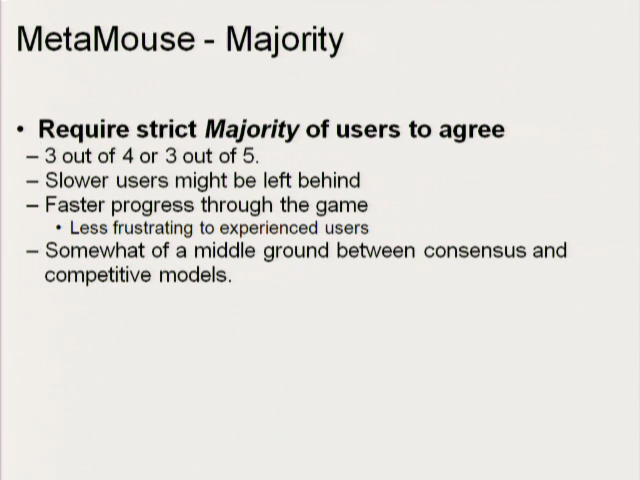 MetaMouse - Majority
• Require strict Majority of users to agree
– 3 out of 4 or 3 out of 5.
– Slower users might be left behind
– Faster progress through the game
• Less frustrating to experienced users
– Somewhat of a middle ground between consensus and
competitive models.